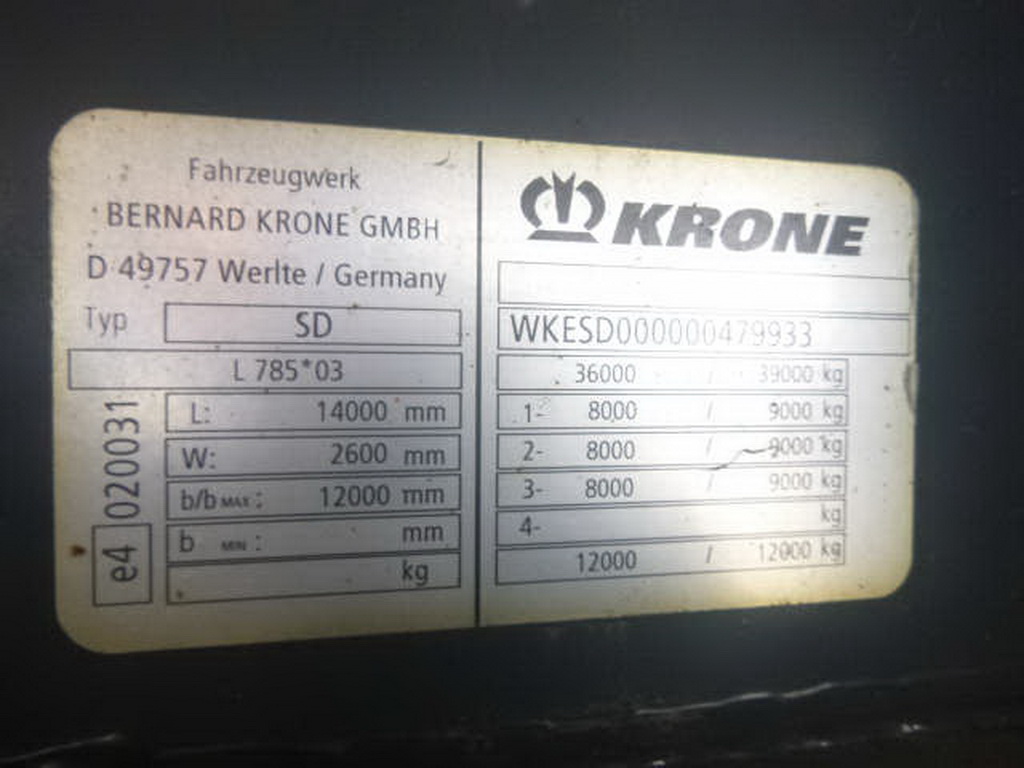 Fahrzeugwerk
BERNARD KRONE GMBH
D 49757 Werlte / Germany
Typ SD
L 785*03
L: 14000 mm
W: 2600 mm
b/b MAX: 12000 mm
b MIN: mm
kg
e4 020031
KRONE
WKESD000000479933
36000 / 39000 kg
1- 8000 / 9000 kg
2- 8000 / 9000 kg
3- 8000 / 9000 kg
4- kg
12000 / 12000 kg